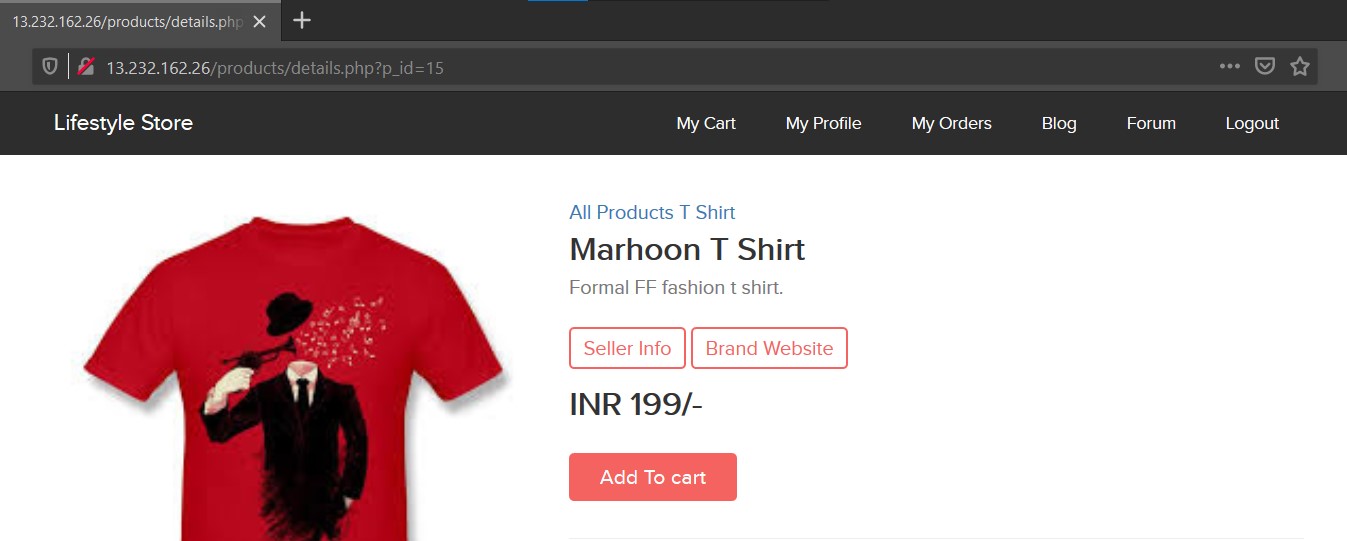 13.232.162.26/products/details.php
13.232.162.26/products/details.php?p_id=15
Lifestyle Store
My Cart
My Profile
My Orders
Blog
Forum
Logout
All Products T Shirt
Marhoon T Shirt
Formal FF fashion t shirt.
Seller Info
Brand Website
INR 199/-
Add To cart